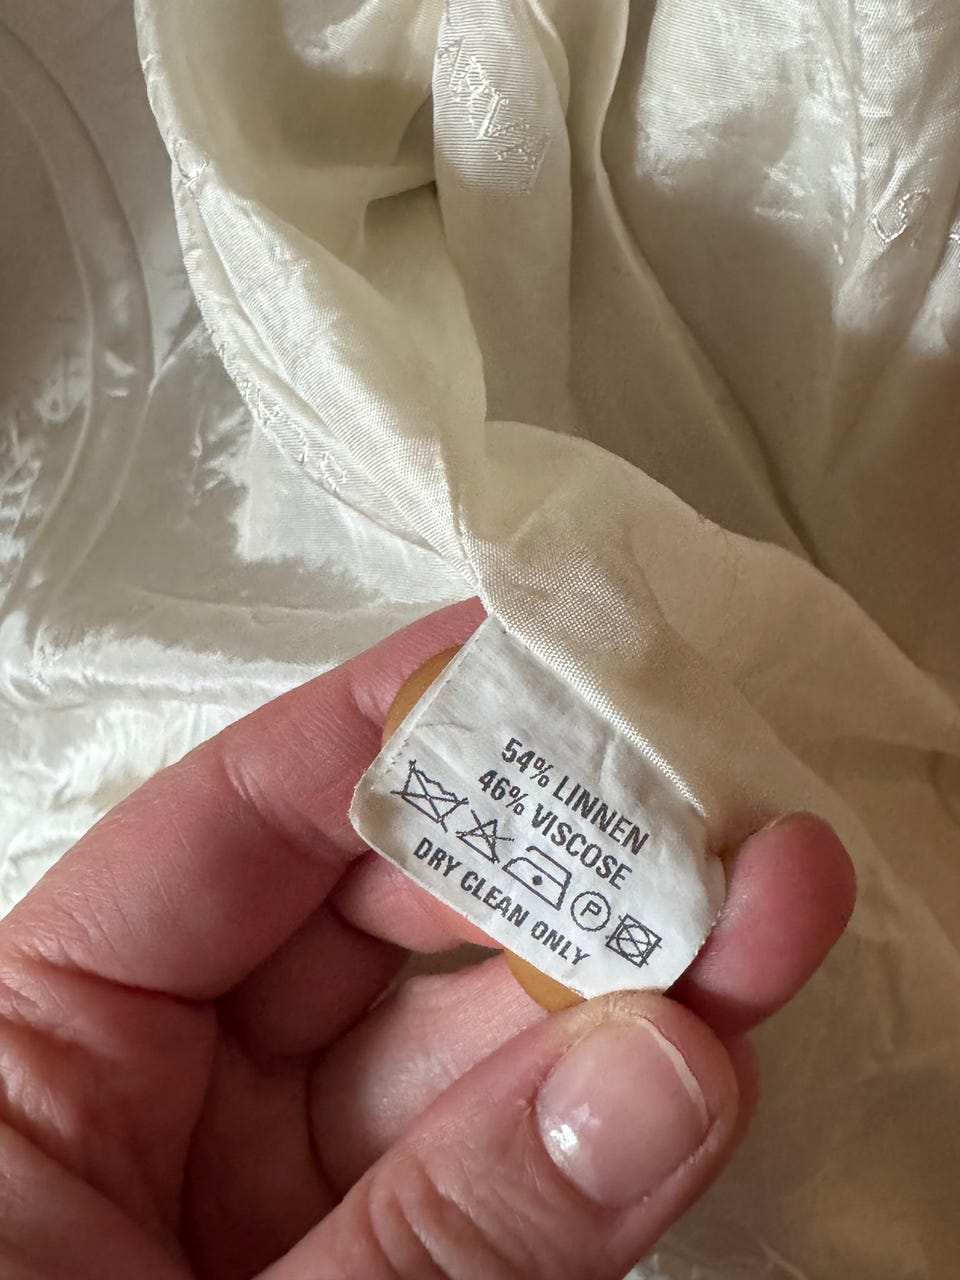 54% LINNEN
46% VISCOSE
P
DRY CLEAN ONLY